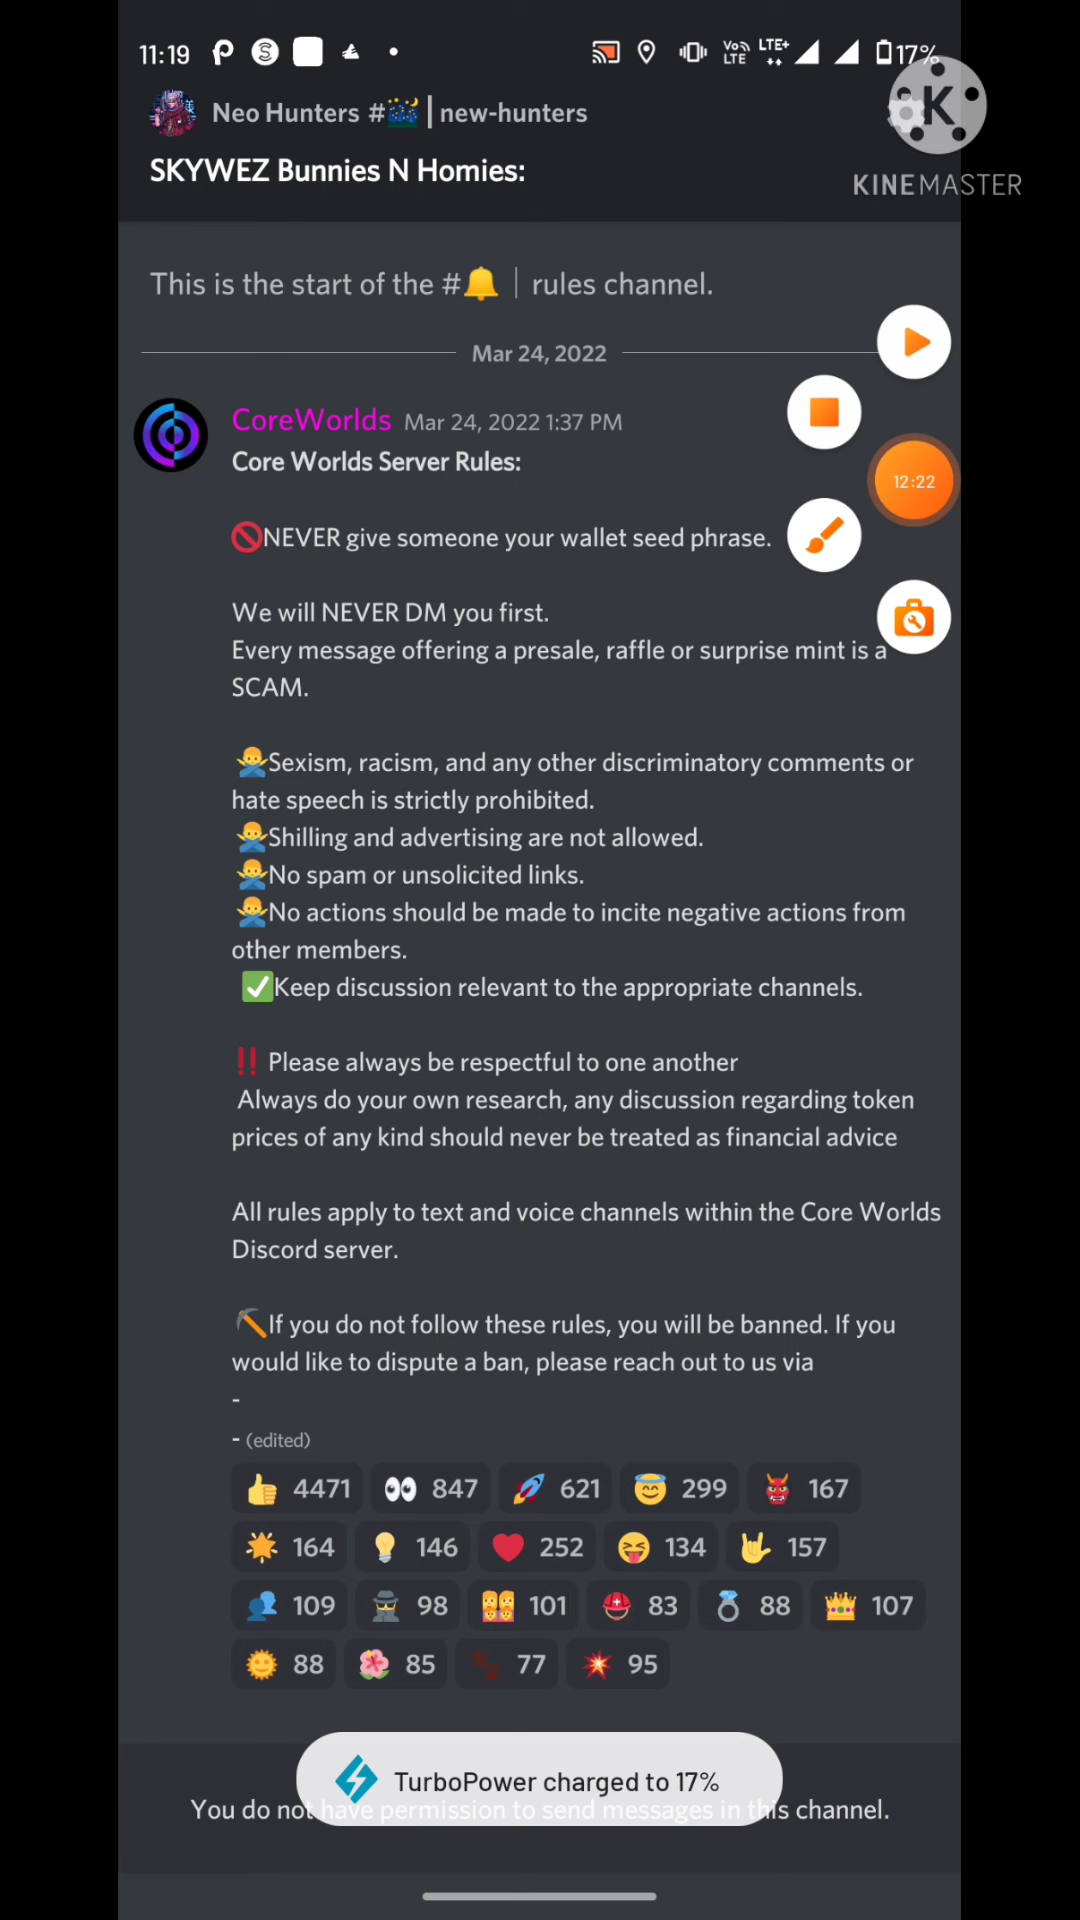 11:19
Vo LTE LTE+ 17%
Neo Hunters # | new-hunters
K
KINEMASTER
SKYWEZ Bunnies N Homies:
This is the start of the # | rules channel.
Mar 24, 2022
CoreWorlds Mar 24, 2022 1:37 PM
Core Worlds Server Rules:
12:22
🚫NEVER give someone your wallet seed phrase.
We will NEVER DM you first.
Every message offering a presale, raffle or surprise mint is a
SCAM.
🙅‍♂️Sexism, racism, and any other discriminatory comments or
hate speech is strictly prohibited.
🙅‍♂️Shilling and advertising are not allowed.
🙅‍♂️No spam or unsolicited links.
🙅‍♂️No actions should be made to incite negative actions from
other members.
✅Keep discussion relevant to the appropriate channels.
‼️ Please always be respectful to one another
Always do your own research, any discussion regarding token
prices of any kind should never be treated as financial advice
All rules apply to text and voice channels within the Core Worlds
Discord server.
⛏️If you do not follow these rules, you will be banned. If you
would like to dispute a ban, please reach out to us via
-
- (edited)
4471 847 621 299 167
164 146 252 134 157
109 98 101 83 88 107
88 85 77 95
TurboPower charged to 17%
You do not have permission to send messages in this channel.